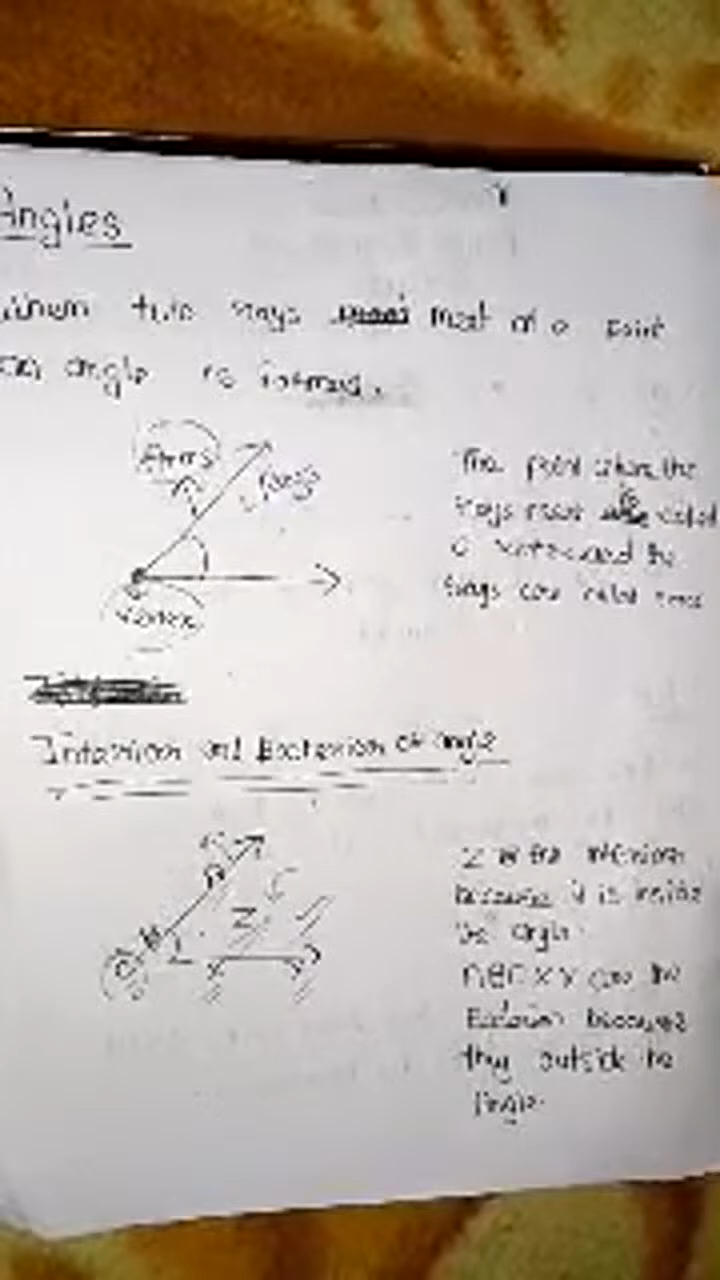 Angles
two rays meet at a point
an angle is formed.
Arms
rays
Vertex
The point where the
rays meet is called
a vertex and the
rays are called arms
Interior and Exterior of angle
Z
X
Z is the interior
because it is inside
the angle
are the
Exterior because
they outside the
Angle